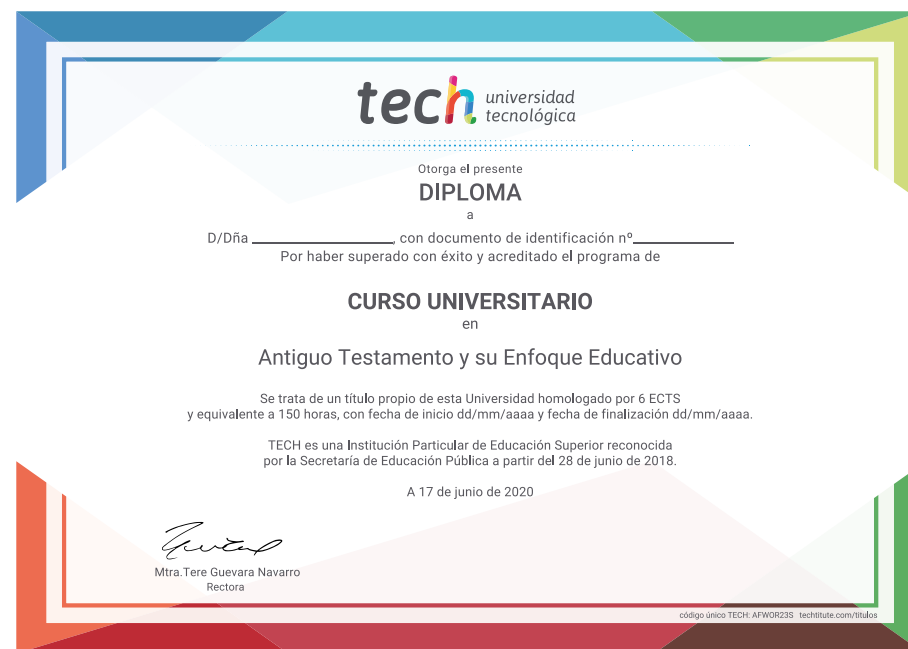 tech universidad
tecnológica
Otorga el presente
DIPLOMA
a
D/Dña ____________________, con documento de identificación nº______________
Por haber superado con éxito y acreditado el programa de
CURSO UNIVERSITARIO
en
Antiguo Testamento y su Enfoque Educativo
Se trata de un título propio de esta Universidad homologado por 6 ECTS
y equivalente a 150 horas, con fecha de inicio dd/mm/aaaa y fecha de finalización dd/mm/aaaa.
TECH es una Institución Particular de Educación Superior reconocida
por la Secretaría de Educación Pública a partir del 28 de junio de 2018.
A 17 de junio de 2020
Mtra.Tere Guevara Navarro
Rectora
código único TECH: AFWOR23S techtitute.com/titulos